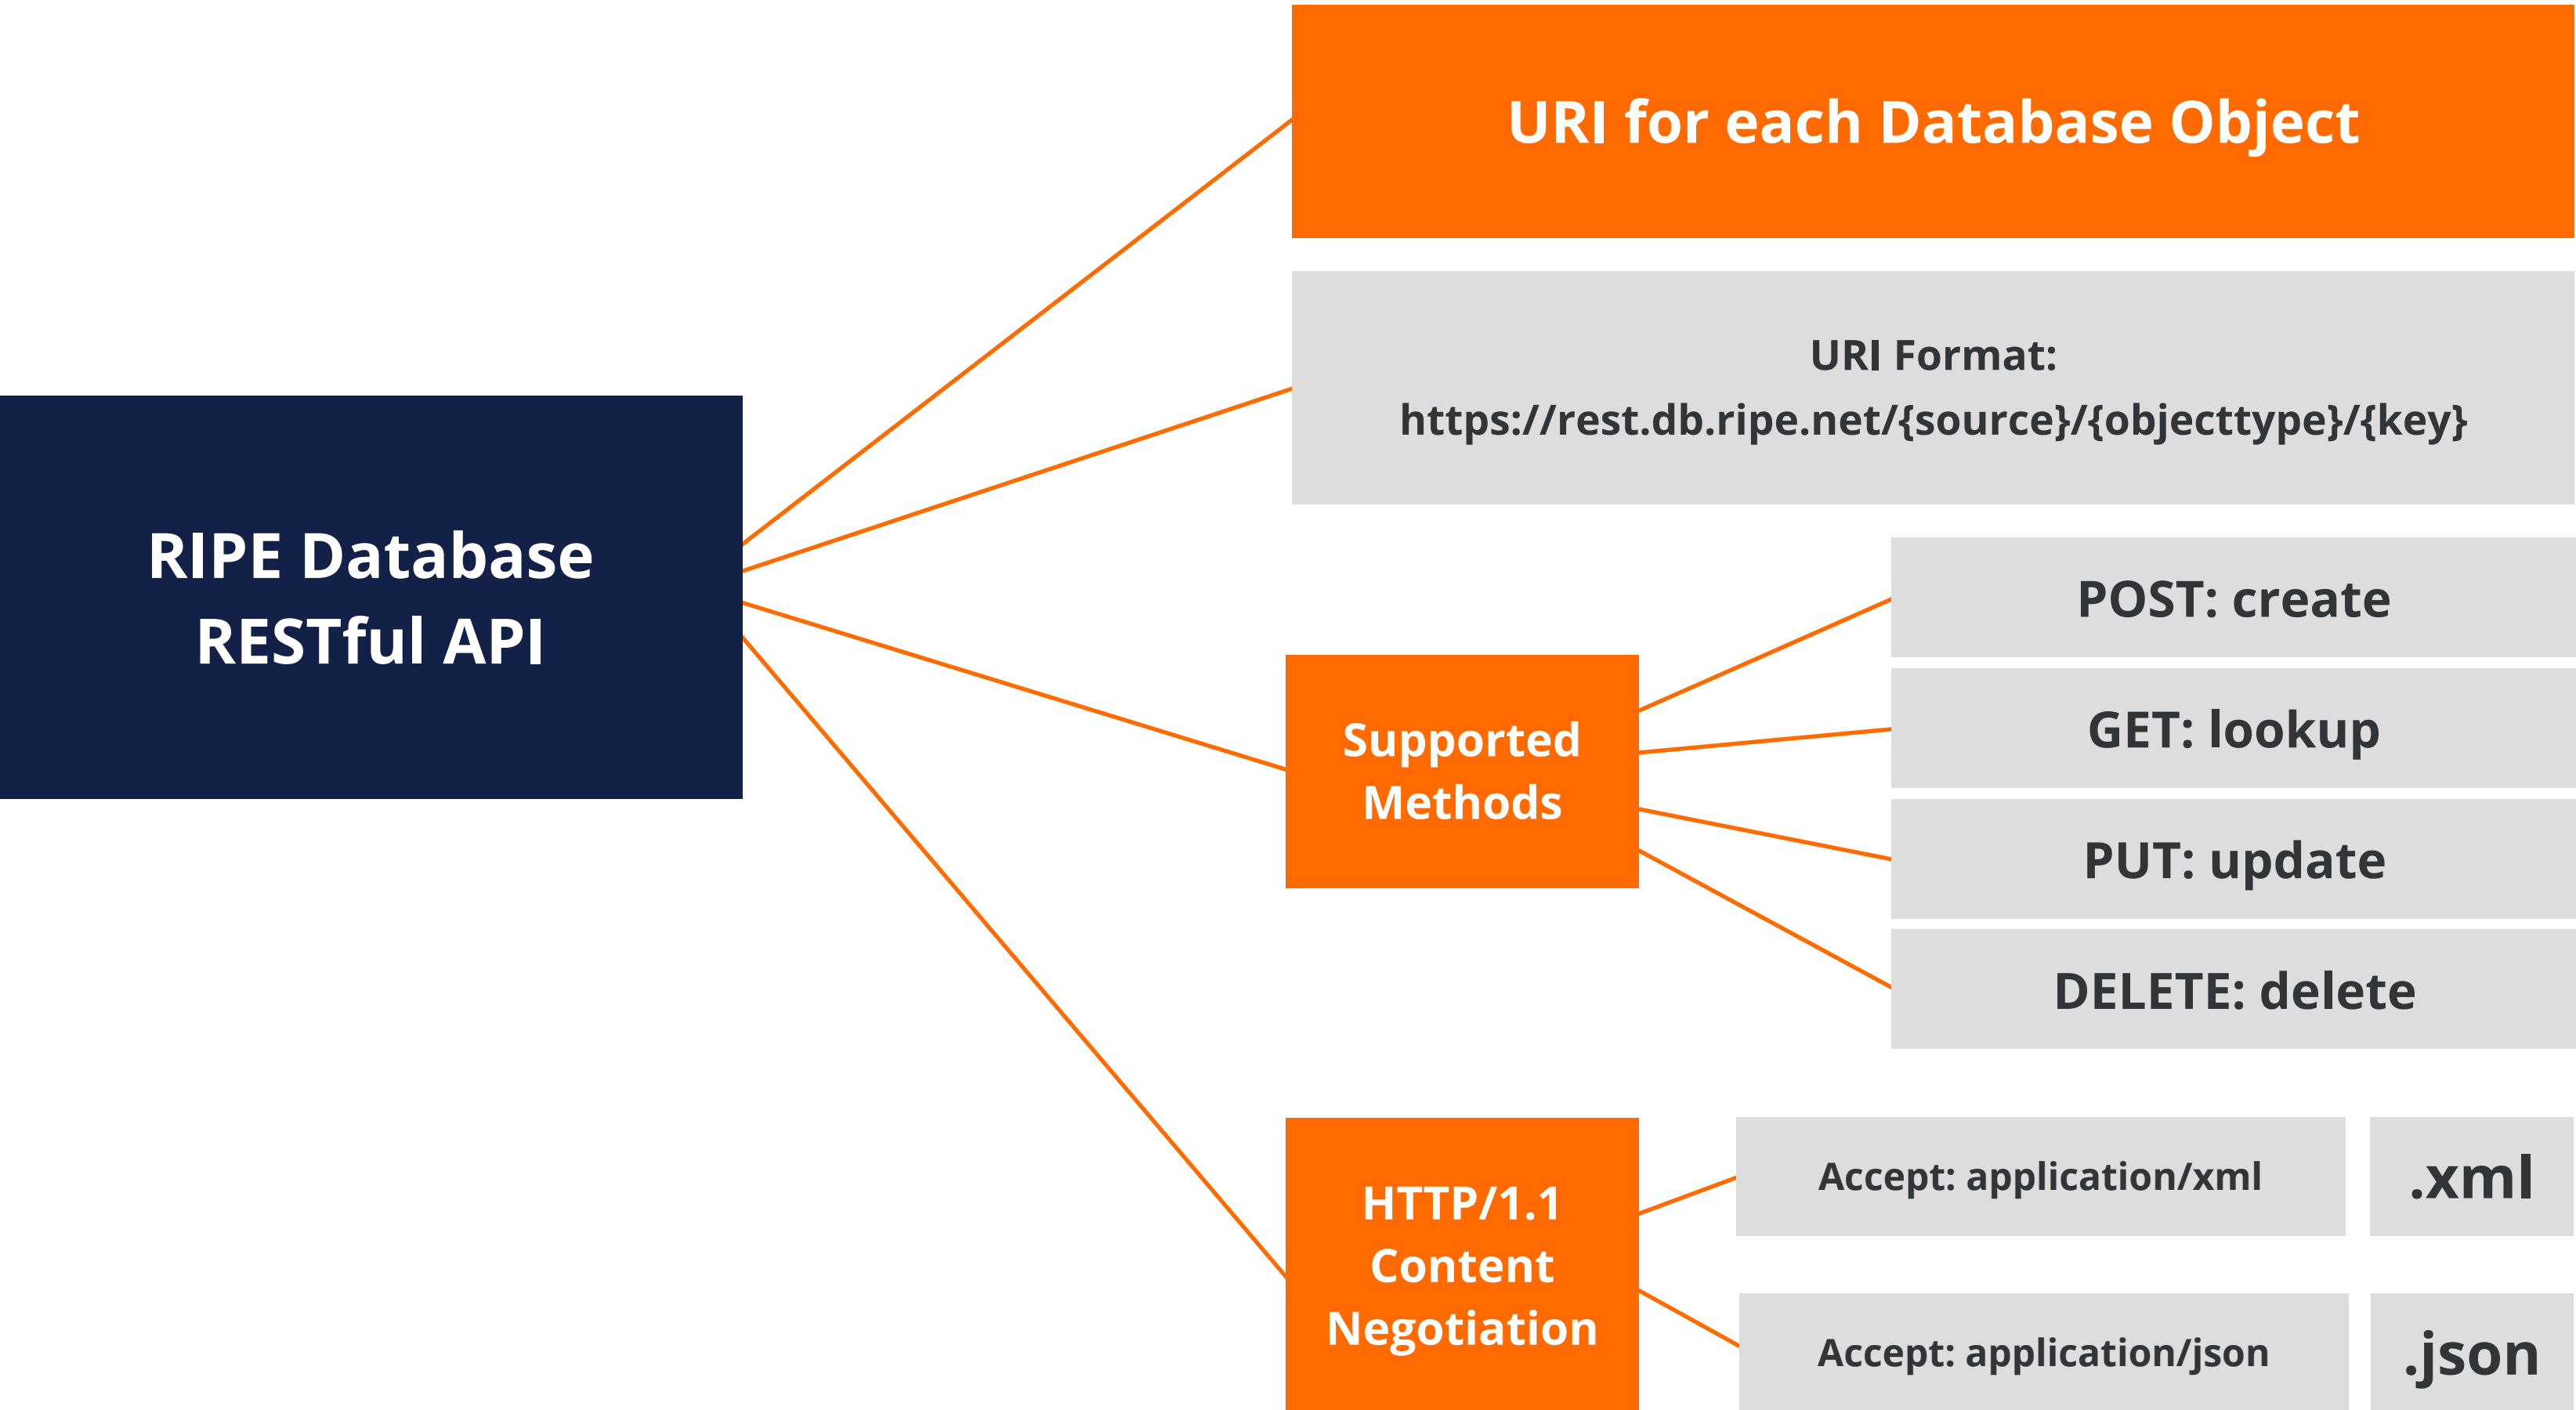 RIPE Database
RESTful API
URI for each Database Object
URI Format:
https://rest.db.ripe.net/{source}/{objecttype}/{key}
Supported
Methods
POST: create
GET: lookup
PUT: update
DELETE: delete
HTTP/1.1
Content
Negotiation
Accept: application/xml
.xml
Accept: application/json
.json